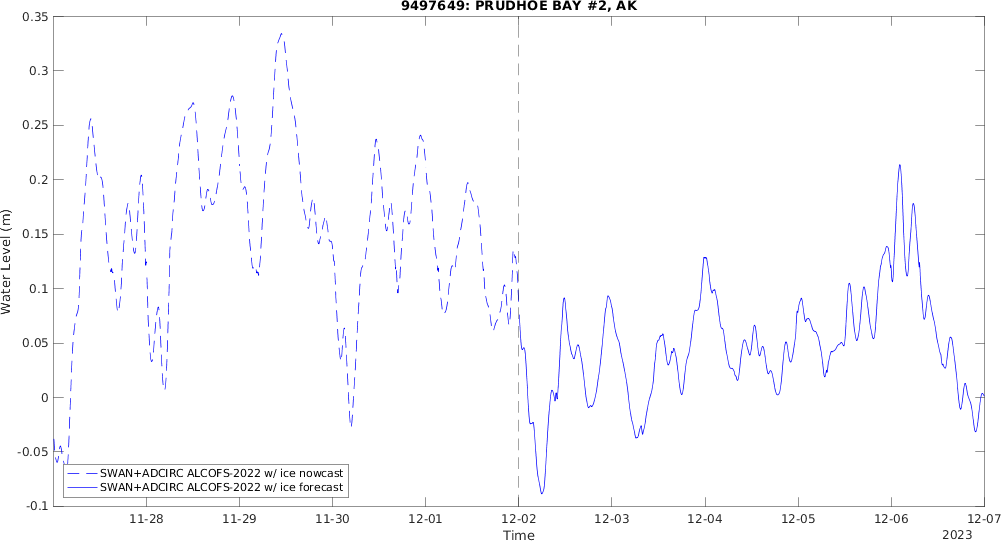 9497649: PRUDHOE BAY #2, AK
Water Level (m)
0.35
0.3
0.25
0.2
0.15
0.1
0.05
0
-0.05
-0.1
SWAN+ADCIRC ALCOFS-2022 w/ ice nowcast
SWAN+ADCIRC ALCOFS-2022 w/ ice forecast
11-28 11-29 11-30 12-01 12-02 12-03 12-04 12-05 12-06 12-07
Time
2023